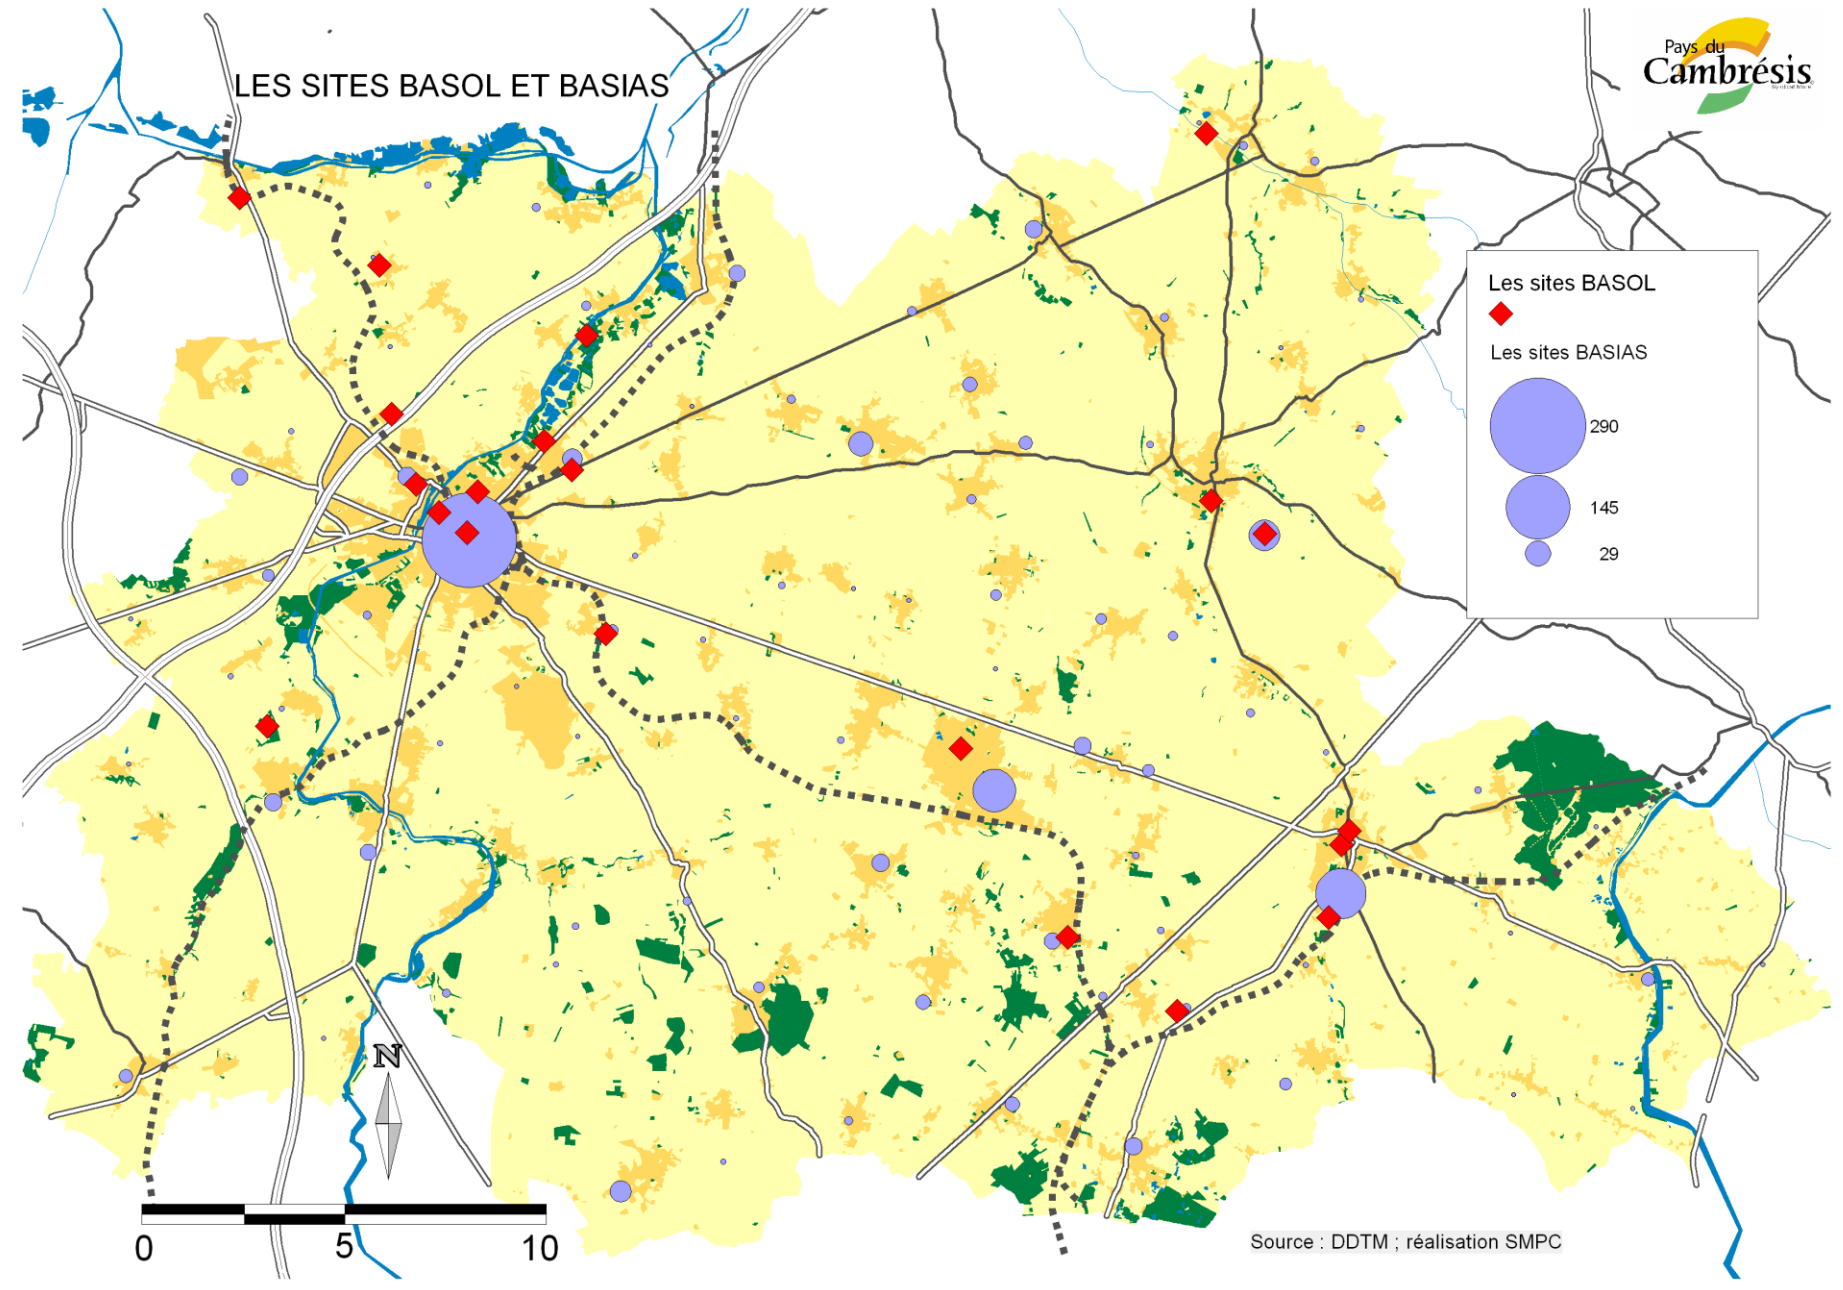 LES SITES BASOL ET BASIAS
Pays du
Cambrésis
Les sites BASOL
Les sites BASIAS
290
145
29
N
0 5 10
Source : DDTM ; réalisation SMPC